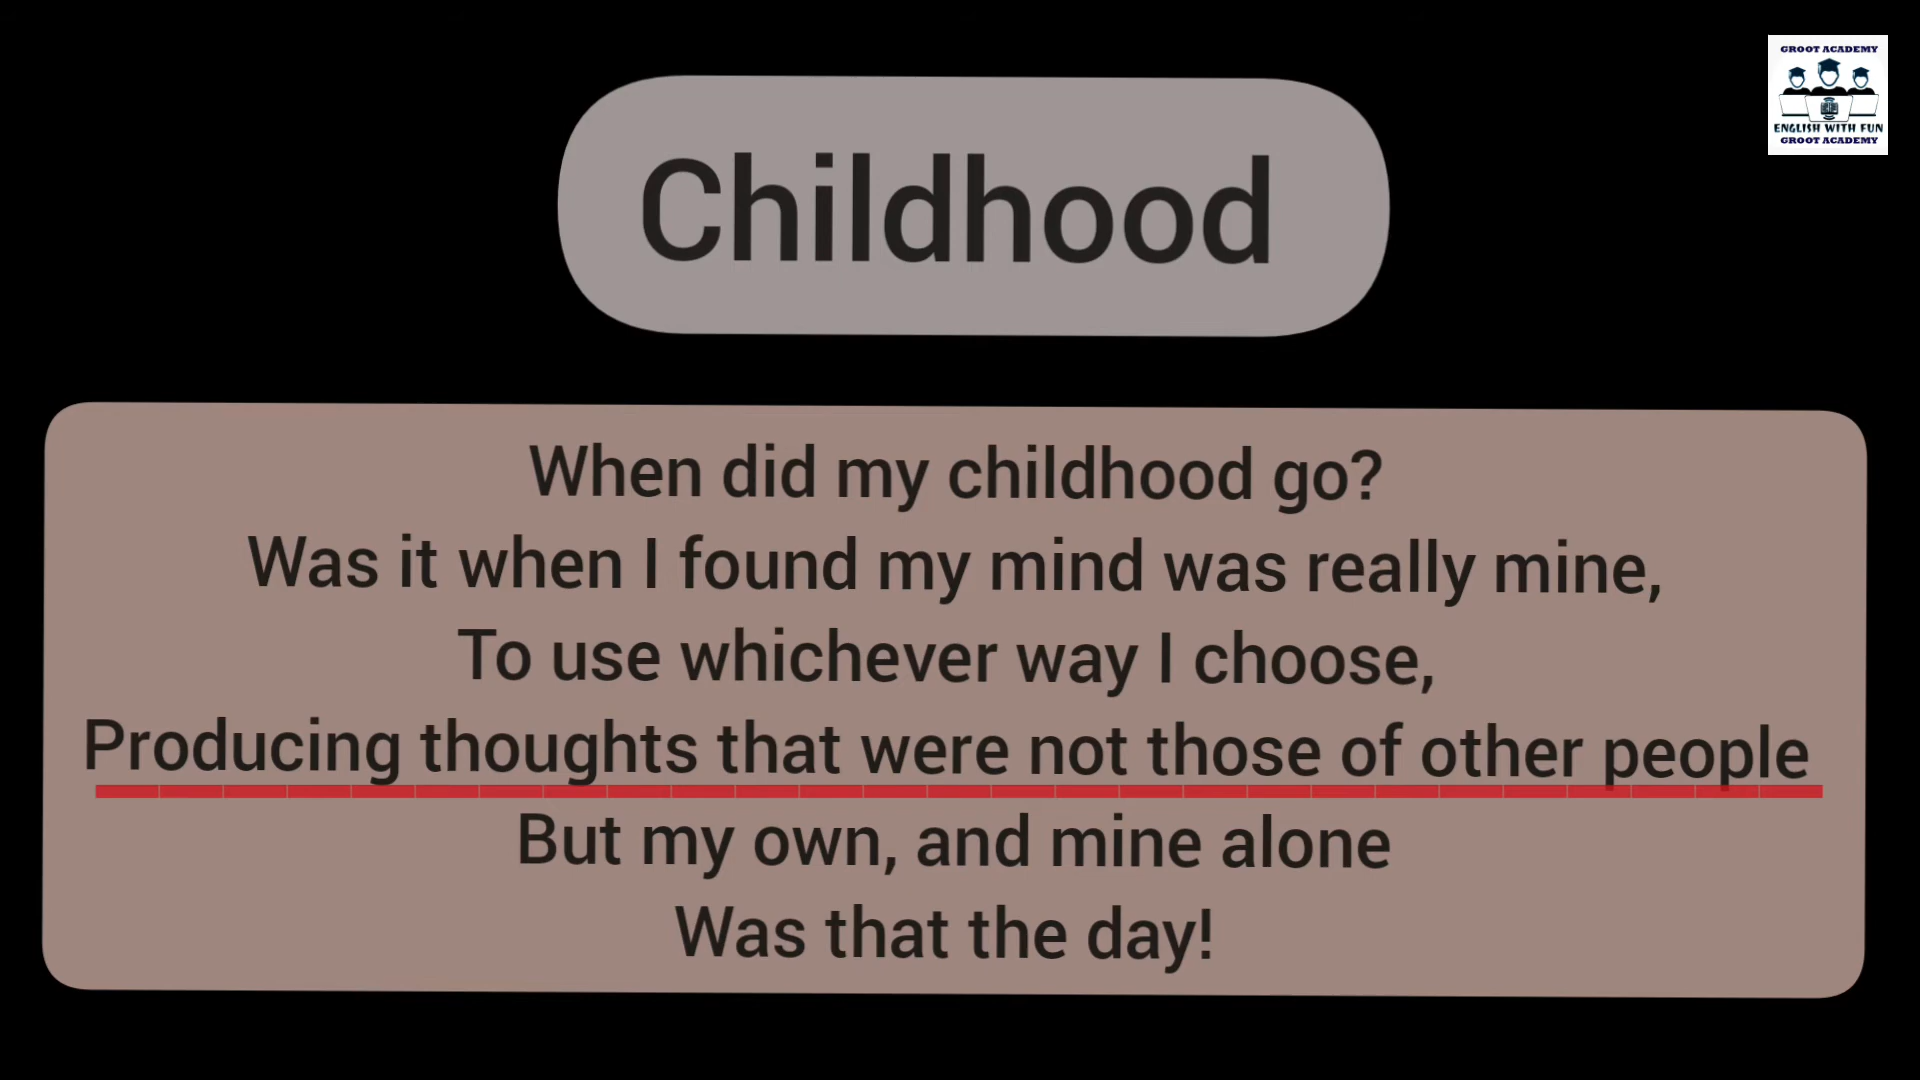 GROOT ACADEMY
ENGLISH WITH FUN
GROOT ACADEMY
Childhood
When did my childhood go?
Was it when I found my mind was really mine,
To use whichever way I choose,
Producing thoughts that were not those of other people
But my own, and mine alone
Was that the day!